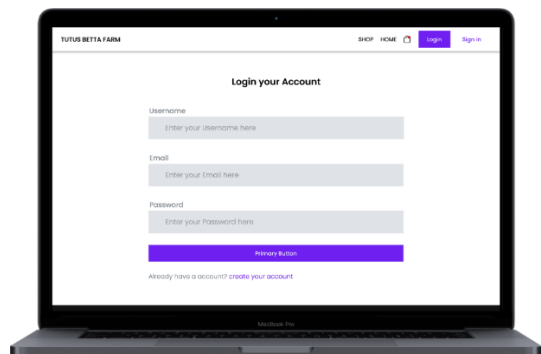 TUTUS BETTA FARM SHOP HOME Login Sign in
Login your Account
Username
Enter your Username here
Email
Enter your Email here
Password
Enter your Password here
Primary Button
Already have a account? create your account
MacBook Pro